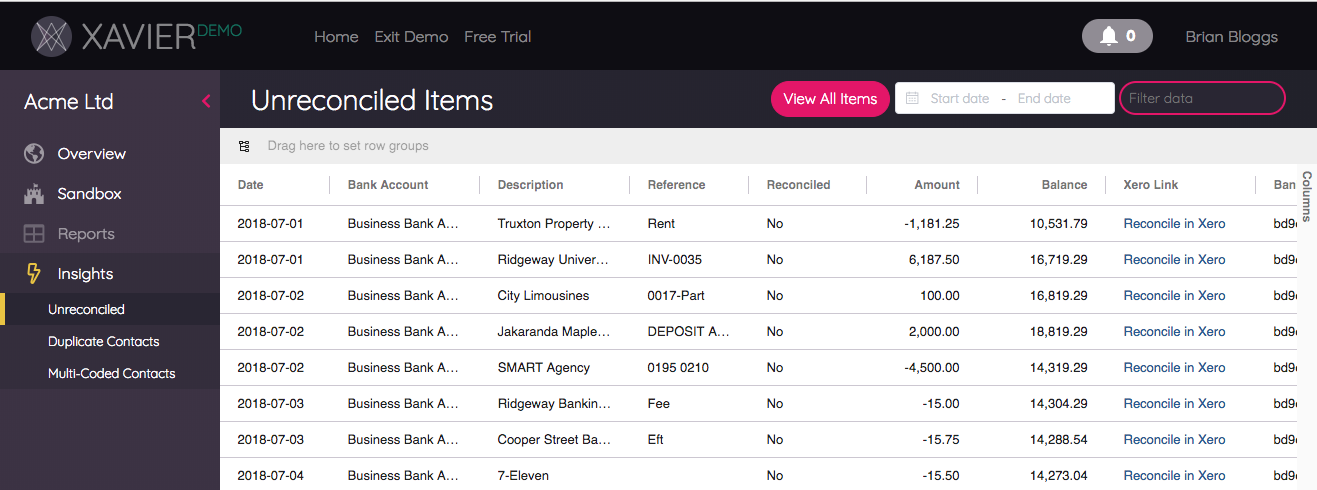 XAVIER DEMO Home Exit Demo Free Trial 0 Brian Bloggs
Acme Ltd
Overview
Sandbox
Reports
Insights
Unreconciled
Duplicate Contacts
Multi-Coded Contacts
Unreconciled Items View All Items Start date - End date Filter data
Drag here to set row groups
Date Bank Account Description Reference Reconciled Amount Balance Xero Link Ban
2018-07-01 Business Bank A... Truxton Property ... Rent No -1,181.25 10,531.79 Reconcile in Xero bd9
2018-07-01 Business Bank A... Ridgeway Univer... INV-0035 No 6,187.50 16,719.29 Reconcile in Xero bd9
2018-07-02 Business Bank A... City Limousines 0017-Part No 100.00 16,819.29 Reconcile in Xero bd9
2018-07-02 Business Bank A... Jakaranda Maple... DEPOSIT A... No 2,000.00 18,819.29 Reconcile in Xero bd9
2018-07-02 Business Bank A... SMART Agency 0195 0210 No -4,500.00 14,319.29 Reconcile in Xero bd9
2018-07-03 Business Bank A... Ridgeway Bankin... Fee No -15.00 14,304.29 Reconcile in Xero bd9
2018-07-03 Business Bank A... Cooper Street Ba... Eft No -15.75 14,288.54 Reconcile in Xero bd9
2018-07-04 Business Bank A... 7-Eleven No -15.50 14,273.04 Reconcile in Xero bd9
Columns